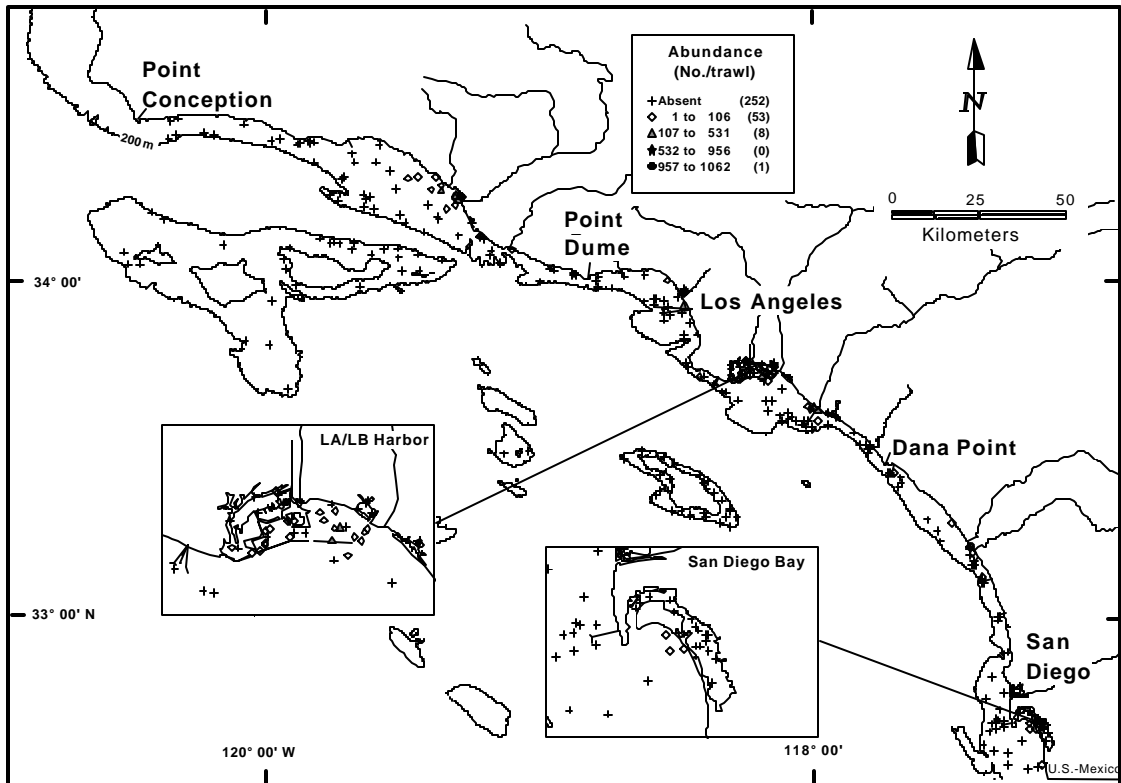 Point
Conception
200 m
Abundance
(No./trawl)
Absent (252)
1 to 106 (53)
107 to 531 (8)
532 to 956 (0)
957 to 1062 (1)
N
0 25 50
Kilometers
Point
Dume
34° 00'
Los Angeles
LA/LB Harbor
Dana Point
San Diego Bay
33° 00' N
San
Diego
120° 00' W
118° 00'
U.S.-Mexico